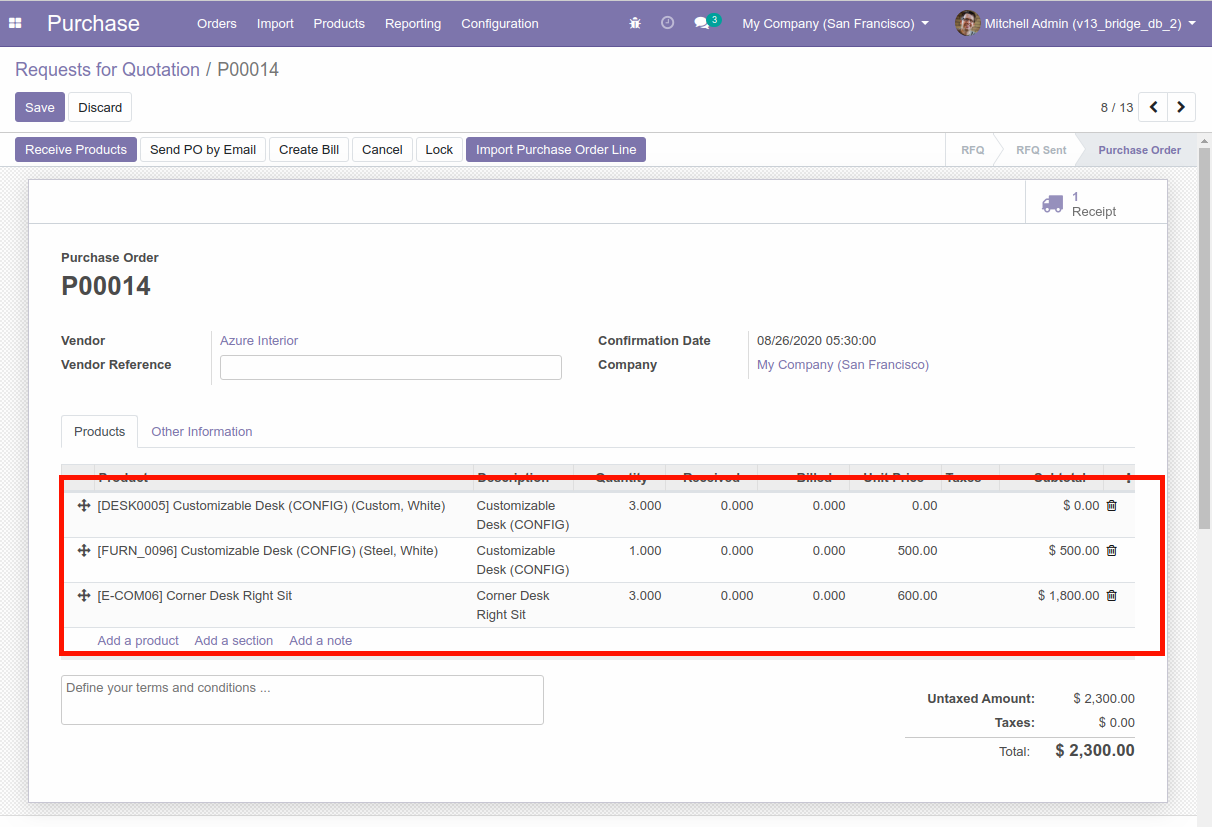 Purchase Orders Import Products Reporting Configuration 3 My Company (San Francisco) Mitchell Admin (v13_bridge_db_2)
Requests for Quotation / P00014
Save Discard 8 / 13
Receive Products Send PO by Email Create Bill Cancel Lock Import Purchase Order Line RFQ RFQ Sent Purchase Order
1
Receipt
Purchase Order
P00014
Vendor Azure Interior Confirmation Date 08/26/2020 05:30:00
Vendor Reference Company My Company (San Francisco)
Products Other Information
Product Description Quantity Received Billed Unit Price Taxes Subtotal
[DESK0005] Customizable Desk (CONFIG) (Custom, White) Customizable 3.000 0.000 0.000 0.00 $ 0.00
Desk (CONFIG)
[FURN_0096] Customizable Desk (CONFIG) (Steel, White) Customizable 1.000 0.000 0.000 500.00 $ 500.00
Desk (CONFIG)
[E-COM06] Corner Desk Right Sit Corner Desk 3.000 0.000 0.000 600.00 $ 1,800.00
Right Sit
Add a product Add a section Add a note
Define your terms and conditions ...
Untaxed Amount: $ 2,300.00
Taxes: $ 0.00
Total: $ 2,300.00